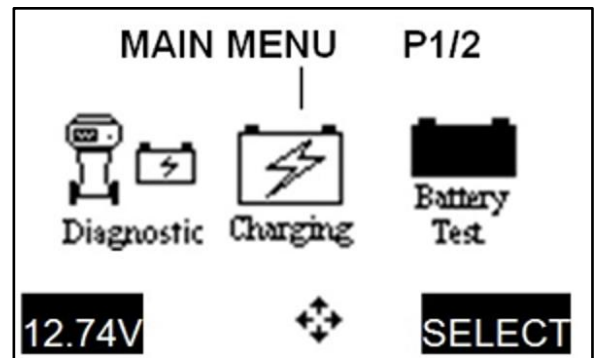 MAIN MENU P1/2
Diagnostic Charging Battery Test
12.74V SELECT